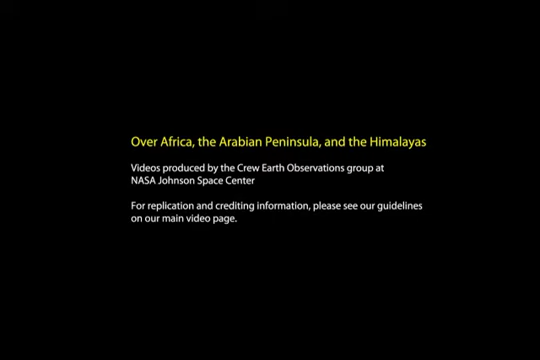 Over Africa, the Arabian Peninsula, and the Himalayas
Videos produced by the Crew Earth Observations group at
NASA Johnson Space Center
For replication and crediting information, please see our guidelines
on our main video page.